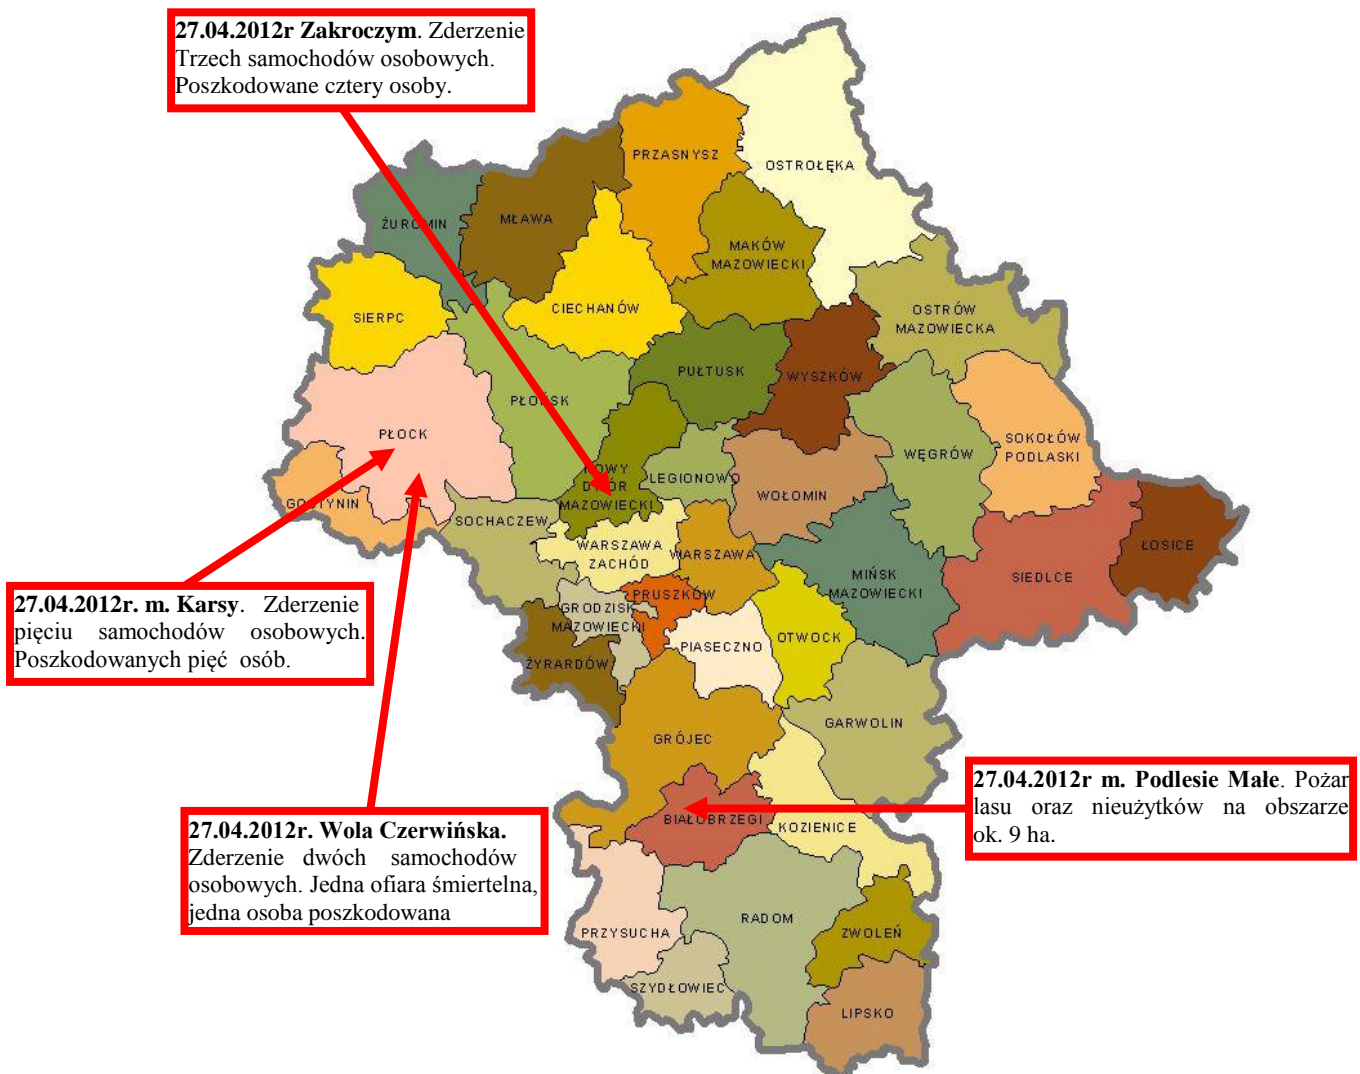 27.04.2012r Zakroczym. Zderzenie
Trzech samochodów osobowych.
Poszkodowane cztery osoby.
PRZASNYSZ
OSTROŁĘKA
ŻUROMIN
MŁAWA
MAKÓW
MAZOWIECKI
SIERPC
CIECHANÓW
OSTRÓW
MAZOWIECKA
PŁOŃSK
PUŁTUSK
WYSZKÓW
PŁOCK
WĘGRÓW
SOKOŁÓW
PODLASKI
NOWY
DWÓR
MAZOWIECKI
LEGIONOWO
WOŁOMIN
GOSTYNIN
SOCHACZEW
WARSZAWA
ZACHÓD
WARSZAWA
MIŃSK
MAZOWIECKI
SIEDLCE
ŁOSICE
PRUSZKÓW
GRODZISK
MAZOWIECKI
PIASECZNO
OTWOCK
ŻYRARDÓW
27.04.2012r. m. Karsy. Zderzenie
pięciu samochodów osobowych.
Poszkodowanych pięć osób.
GARWOLIN
GRÓJEC
27.04.2012r m. Podlesie Małe. Pożar
lasu oraz nieużytków na obszarze
ok. 9 ha.
BIAŁOBRZEGI
KOZIENICE
27.04.2012r. Wola Czerwińska.
Zderzenie dwóch samochodów
osobowych. Jedna ofiara śmiertelna,
jedna osoba poszkodowana
PRZYSUCHA
RADOM
ZWOLEŃ
SZYDŁOWIEC
LIPSKO